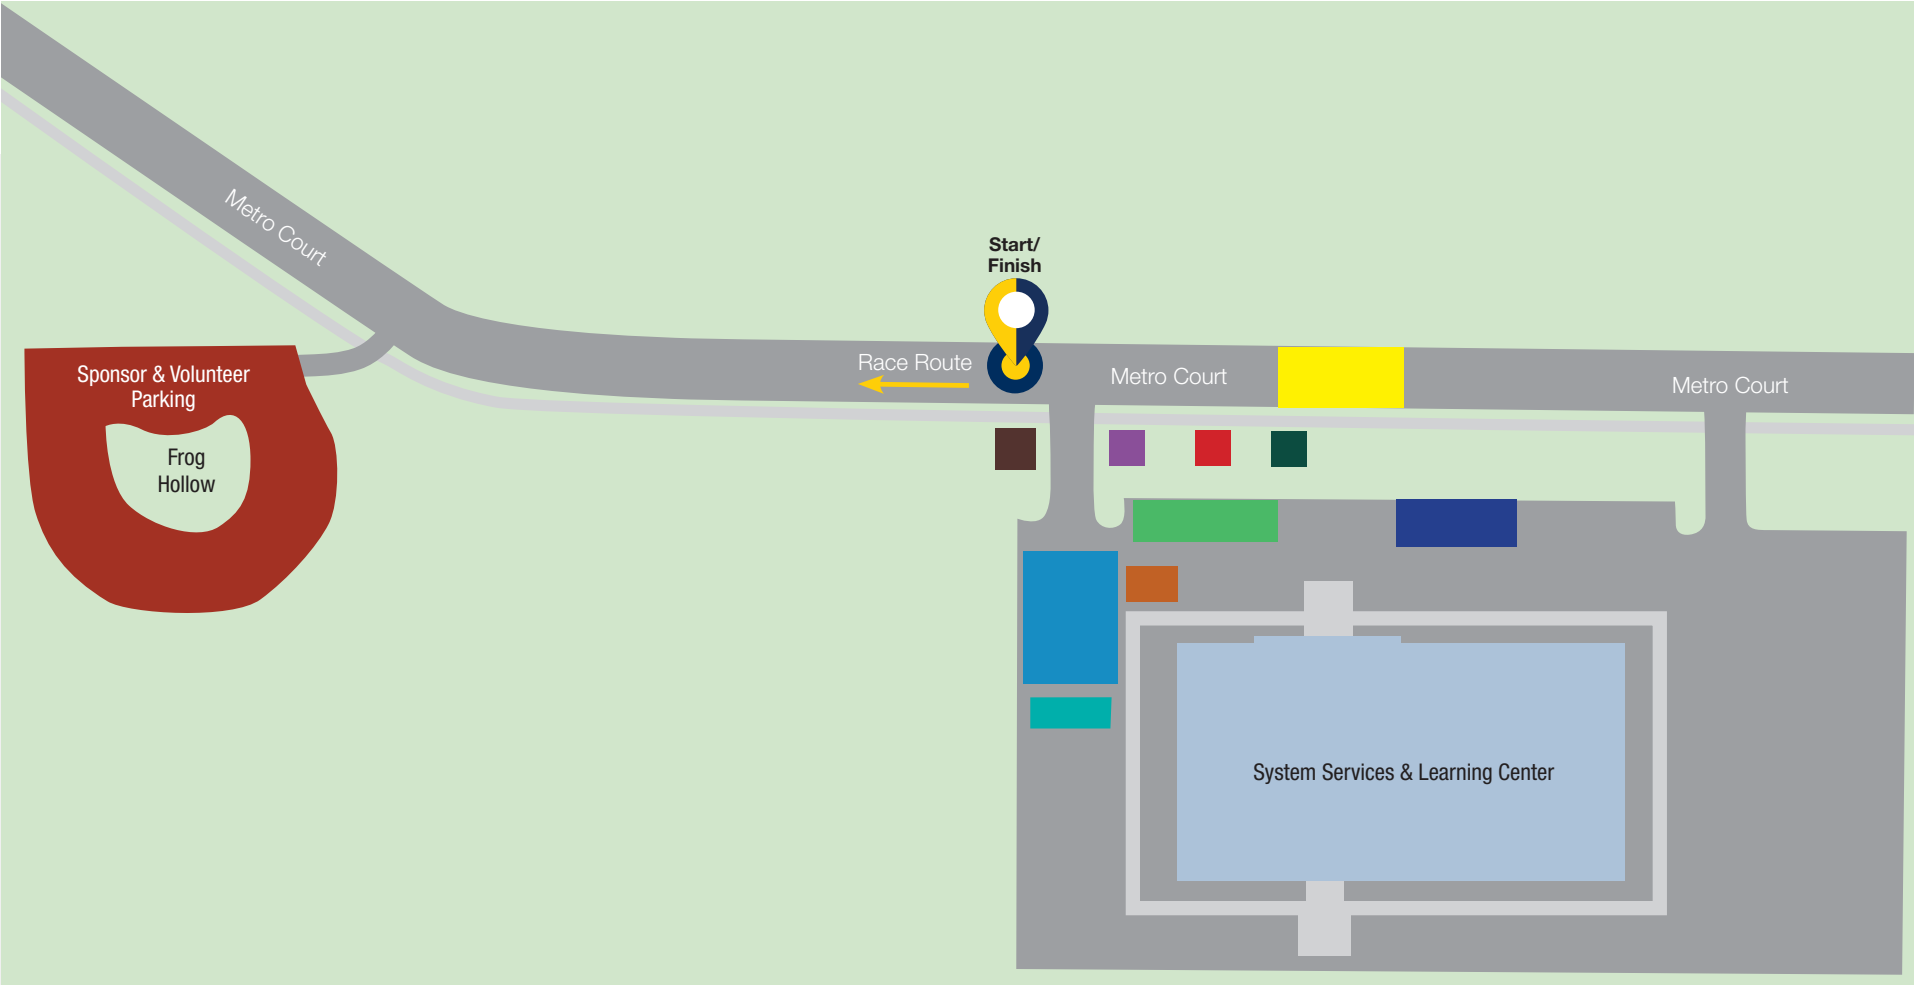 Metro Court
Start/
Finish
Race Route
Metro Court
Metro Court
Sponsor & Volunteer
Parking
Frog
Hollow
System Services & Learning Center